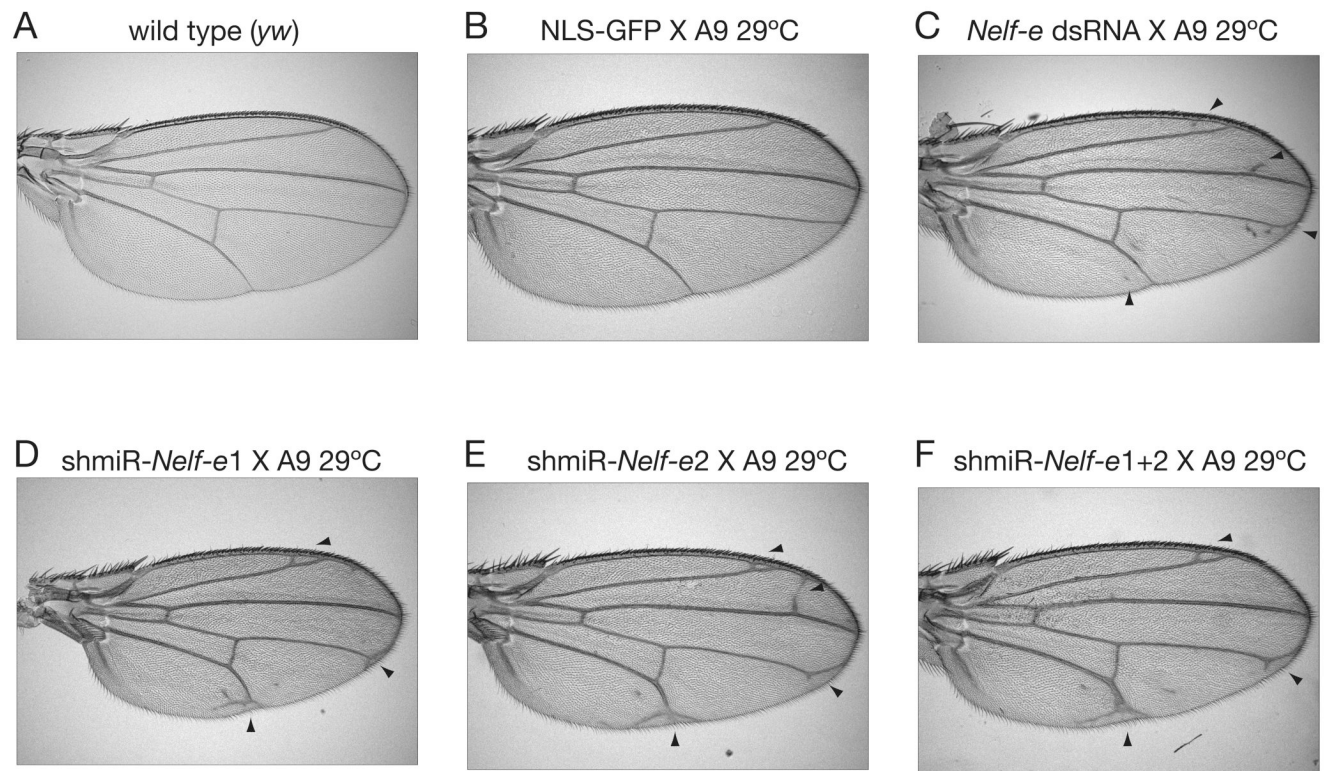 A wild type (yw)
B NLS-GFP X A9 29ºC
C Nelf-e dsRNA X A9 29ºC
D shmiR-Nelf-e1 X A9 29ºC
E shmiR-Nelf-e2 X A9 29ºC
F shmiR-Nelf-e1+2 X A9 29ºC